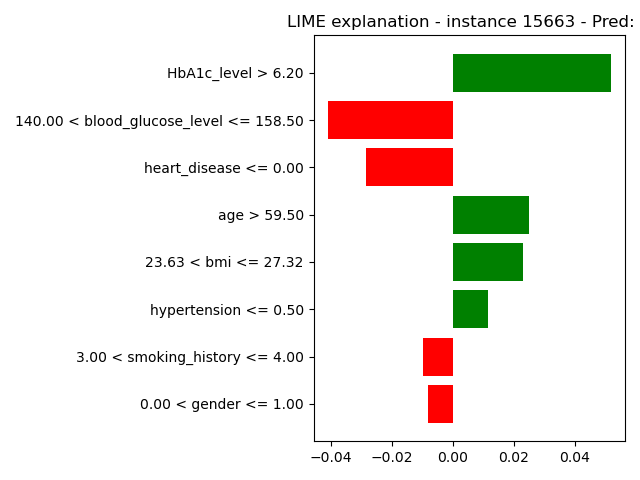 LIME explanation - instance 15663 - Pred:
HbA1c_level > 6.20
140.00 < blood_glucose_level <= 158.50
heart_disease <= 0.00
age > 59.50
23.63 < bmi <= 27.32
hypertension <= 0.50
3.00 < smoking_history <= 4.00
0.00 < gender <= 1.00
−0.04 −0.02 0.00 0.02 0.04